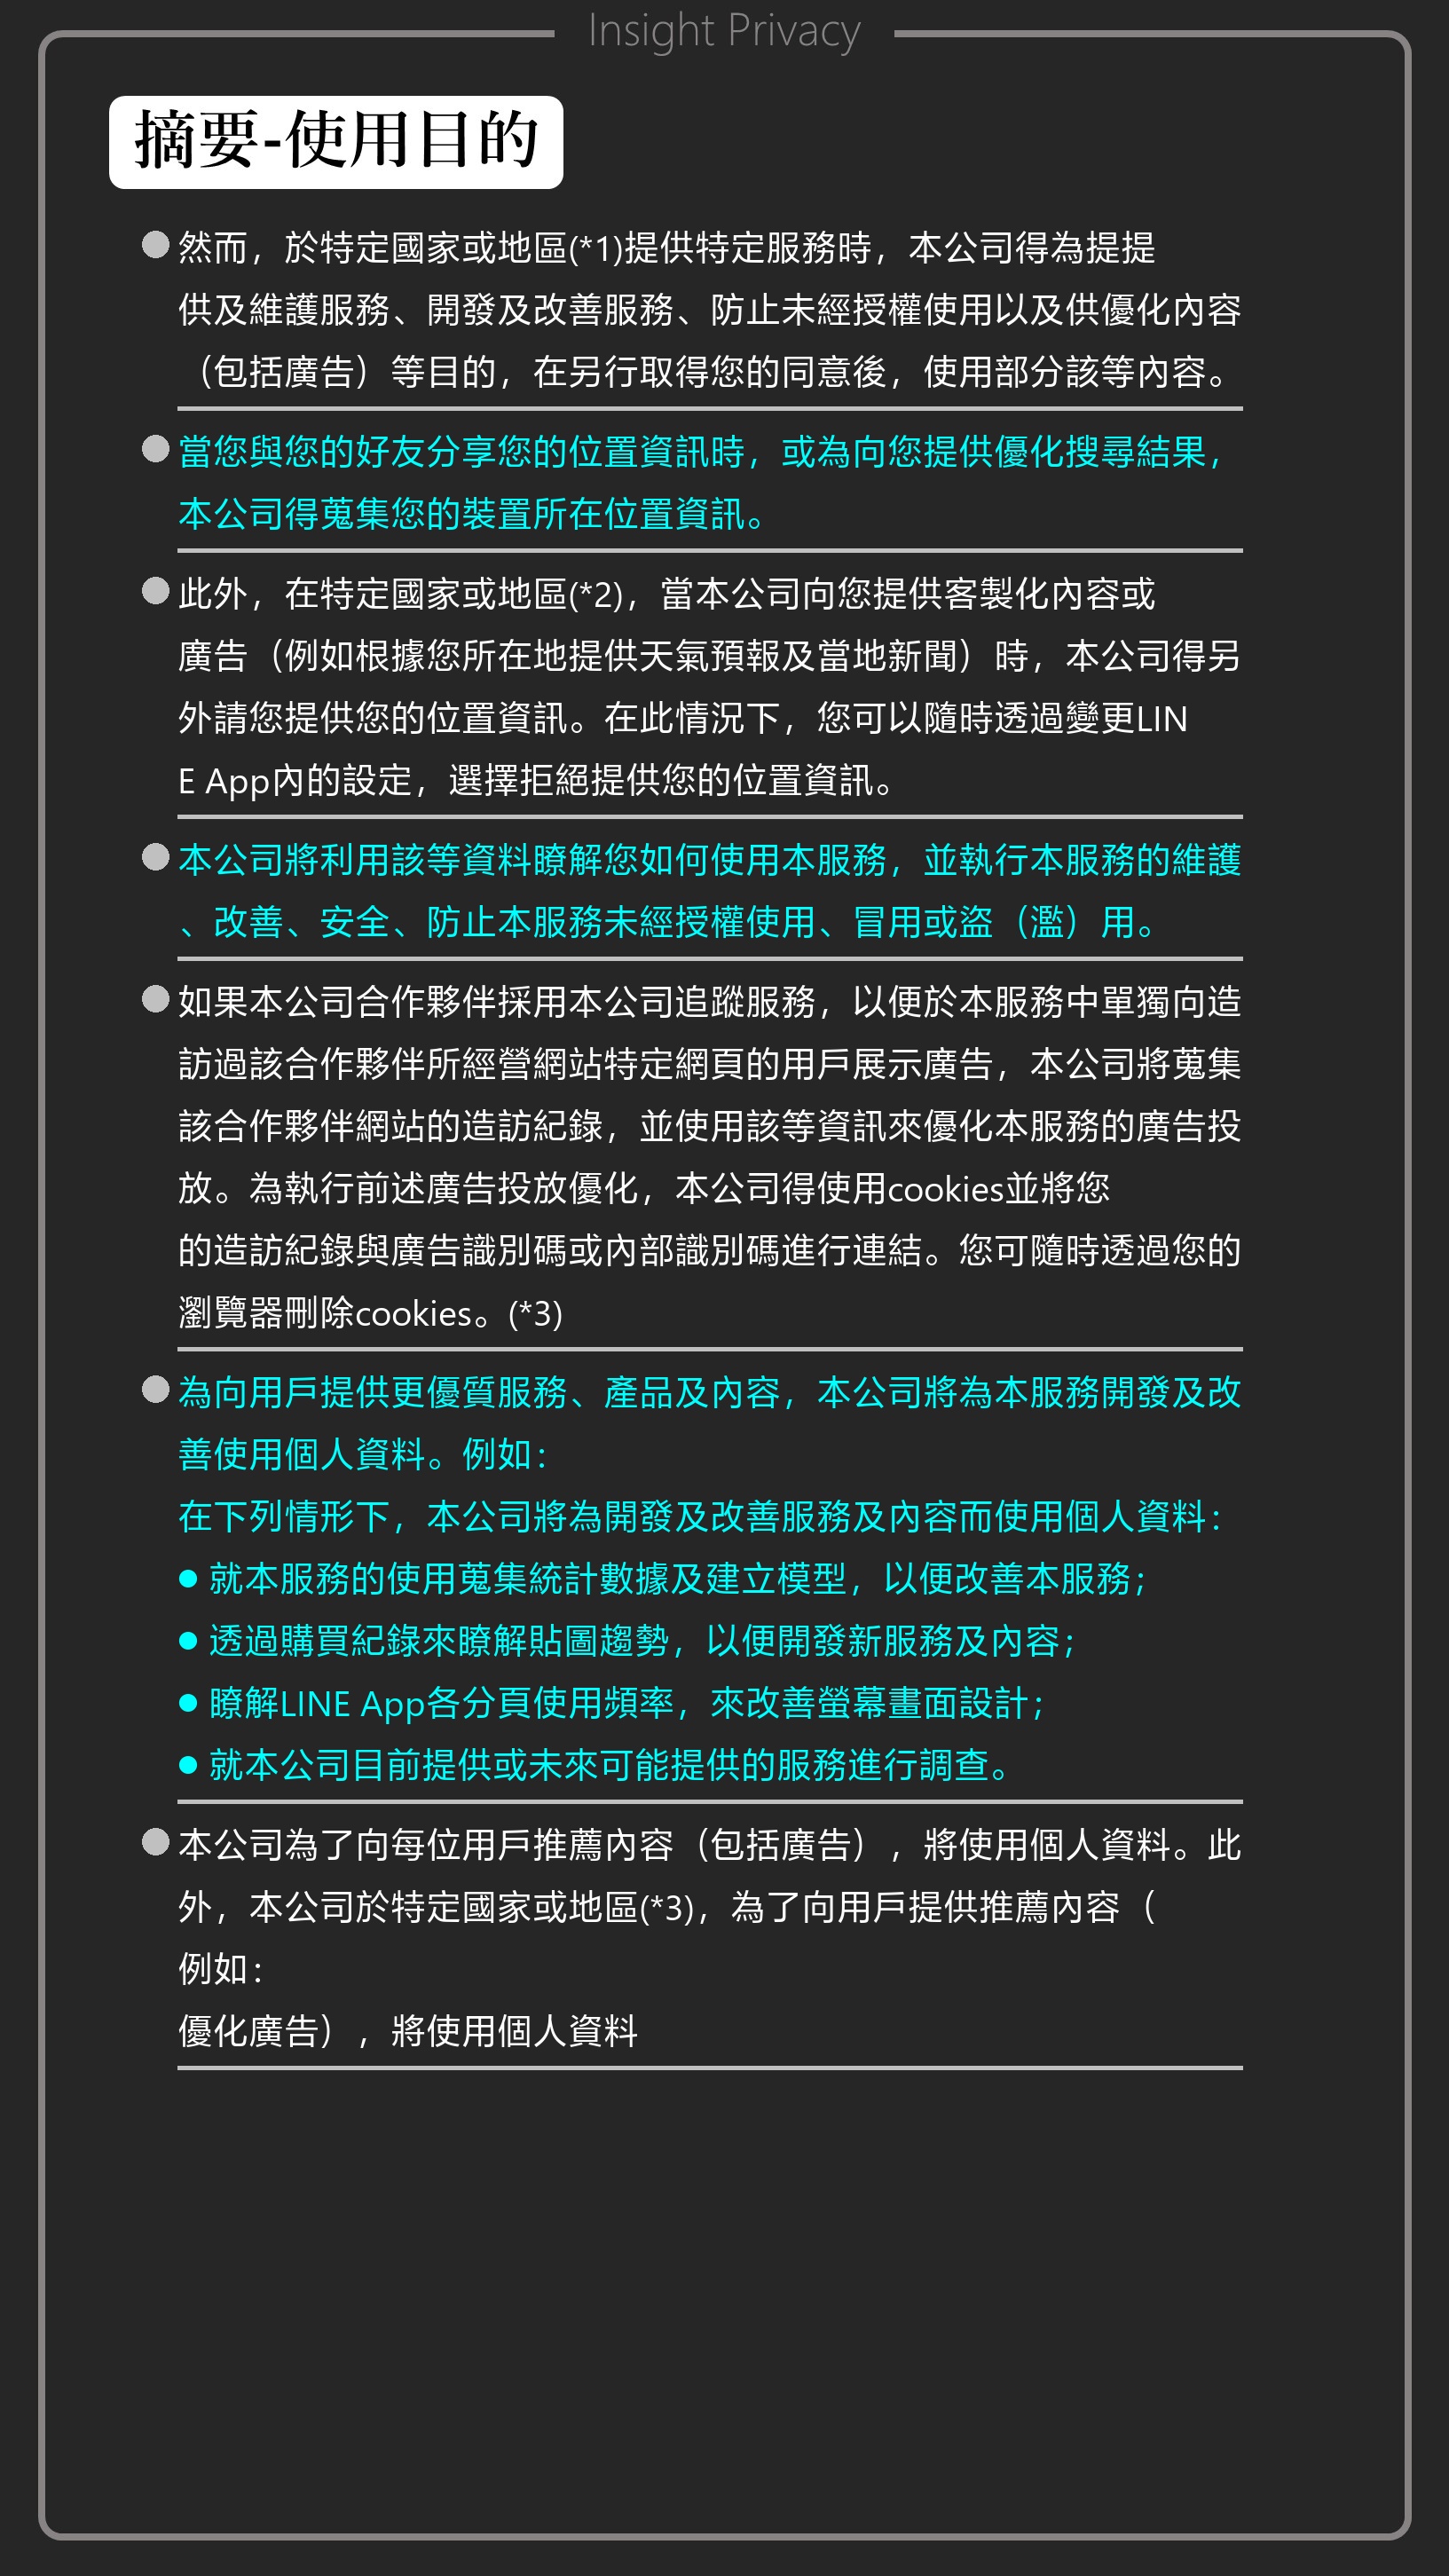 Insight Privacy
摘要-使用目的
然而，於特定國家或地區(*1)提供特定服務時，本公司得為提提
供及維護服務、開發及改善服務、防止未經授權使用以及供優化內容
（包括廣告）等目的，在另行取得您的同意後，使用部分該等內容。
當您與您的好友分享您的位置資訊時，或為向您提供優化搜尋結果，
本公司得蒐集您的裝置所在位置資訊。
此外，在特定國家或地區(*2)，當本公司向您提供客製化內容或
廣告（例如根據您所在地提供天氣預報及當地新聞）時，本公司得另
外請您提供您的位置資訊。在此情況下，您可以隨時透過變更LIN
E App內的設定，選擇拒絕提供您的位置資訊。
本公司將利用該等資料瞭解您如何使用本服務，並執行本服務的維護
、改善、安全、防止本服務未經授權使用、冒用或盜（濫）用。
如果本公司合作夥伴採用本公司追蹤服務，以便於本服務中單獨向造
訪過該合作夥伴所經營網站特定網頁的用戶展示廣告，本公司將蒐集
該合作夥伴網站的造訪紀錄，並使用該等資訊來優化本服務的廣告投
放。為執行前述廣告投放優化，本公司得使用cookies並將您
的造訪紀錄與廣告識別碼或內部識別碼進行連結。您可隨時透過您的
瀏覽器刪除cookies。(*3)
為向用戶提供更優質服務、產品及內容，本公司將為本服務開發及改
善使用個人資料。例如：
在下列情形下，本公司將為開發及改善服務及內容而使用個人資料：
● 就本服務的使用蒐集統計數據及建立模型，以便改善本服務；
● 透過購買紀錄來瞭解貼圖趨勢，以便開發新服務及內容；
● 瞭解LINE App各分頁使用頻率，來改善螢幕畫面設計；
● 就本公司目前提供或未來可能提供的服務進行調查。
本公司為了向每位用戶推薦內容（包括廣告），將使用個人資料。此
外，本公司於特定國家或地區(*3)，為了向用戶提供推薦內容（
例如：
優化廣告），將使用個人資料